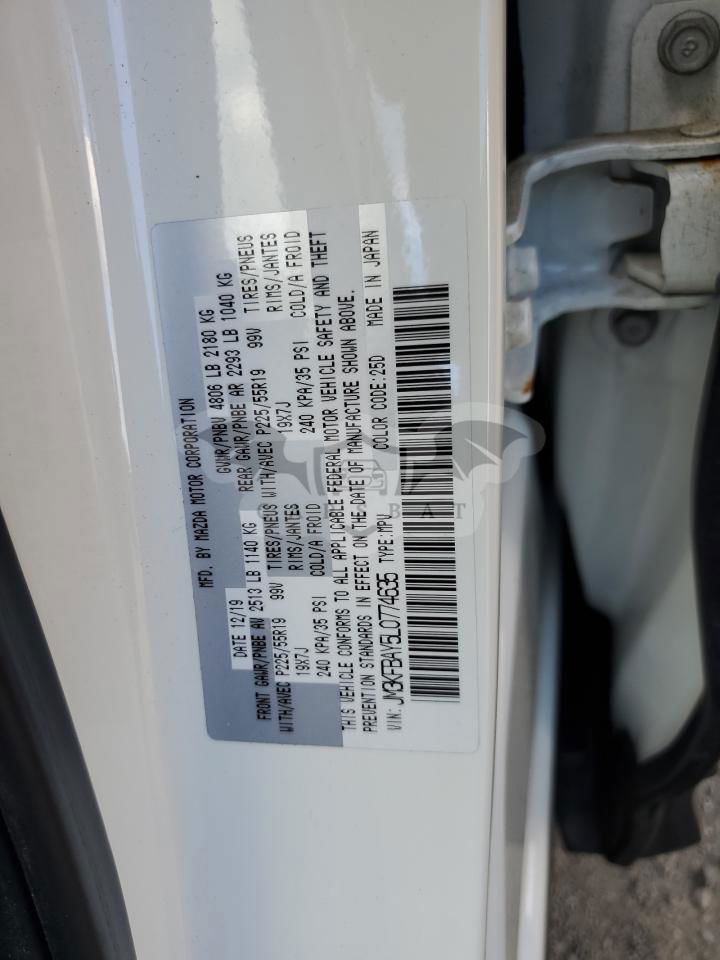 MFD. BY MAZDA MOTOR CORPORATION
DATE 12/19 GVWR/PNBV 4806 LB 2180 KG
FRONT GAWR/PNBE AV 2513 LB 1140 KG REAR GAWR/PNBE AR 2293 LB 1040 KG
WITH/AVEC P225/55R19 99V TIRES/PNEUS WITH/AVEC P225/55R19 99V TIRES/PNEUS
19X7J RIMS/JANTES 19X7J RIMS/JANTES
240 KPA/35 PSI COLD/A FROID 240 KPA/35 PSI COLD/A FROID
THIS VEHICLE CONFORMS TO ALL APPLICABLE FEDERAL MOTOR VEHICLE SAFETY AND THEFT
PREVENTION STANDARDS IN EFFECT ON THE DATE OF MANUFACTURE SHOWN ABOVE.
VIN: JM3KFBAY5L0774635 TYPE:MPV COLOR CODE:25D MADE IN JAPAN